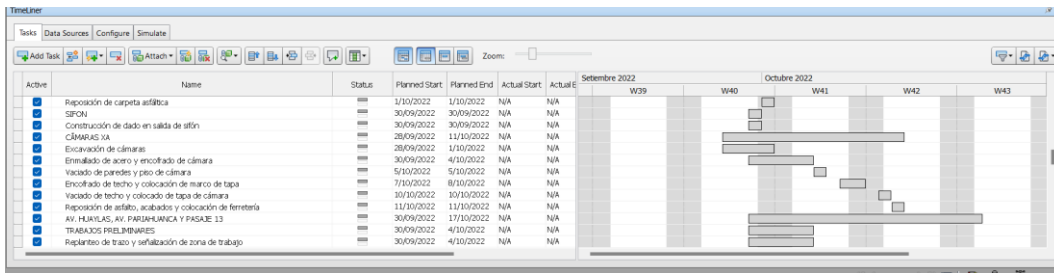 TimeLiner
Tasks Data Sources Configure Simulate
Add Task Attach Zoom:
Active Name Status Planned Start Planned End Actual Start Actual E Setiembre 2022 Octubre 2022
W39 W40 W41 W42 W43
Reposición de carpeta asfáltica 1/10/2022 1/10/2022 N/A N/A
SIFON 30/09/2022 30/09/2022 N/A N/A
Construcción de dado en salida de sifón 30/09/2022 30/09/2022 N/A N/A
CÁMARAS XA 28/09/2022 11/10/2022 N/A N/A
Excavación de cámaras 28/09/2022 1/10/2022 N/A N/A
Enmallado de acero y encofrado de cámara 30/09/2022 4/10/2022 N/A N/A
Vaciado de paredes y piso de cámara 5/10/2022 5/10/2022 N/A N/A
Encofrado de techo y colocación de marco de tapa 7/10/2022 8/10/2022 N/A N/A
Vaciado de techo y colocado de tapa de cámara 10/10/2022 10/10/2022 N/A N/A
Reposición de asfalto, acabados y colocación de ferretería 11/10/2022 11/10/2022 N/A N/A
AV. HUAYLAS, AV. PARIAHUANCA Y PASAJE 13 30/09/2022 17/10/2022 N/A N/A
TRABAJOS PRELIMINARES 30/09/2022 4/10/2022 N/A N/A
Replanteo de trazo y señalización de zona de trabajo 30/09/2022 4/10/2022 N/A N/A